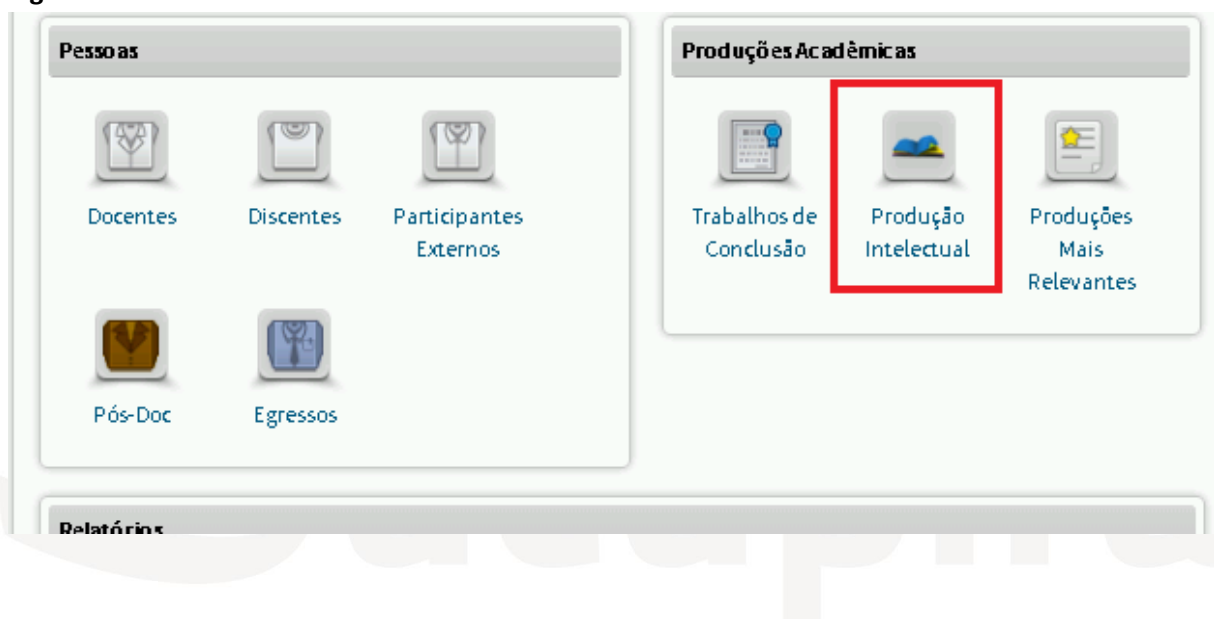 Pessoas
Docentes
Discentes
Participantes
Externos
Pós-Doc
Egressos
Produções Acadêmicas
Trabalhos de
Conclusão
Produção
Intelectual
Produções
Mais
Relevantes
Relatórios